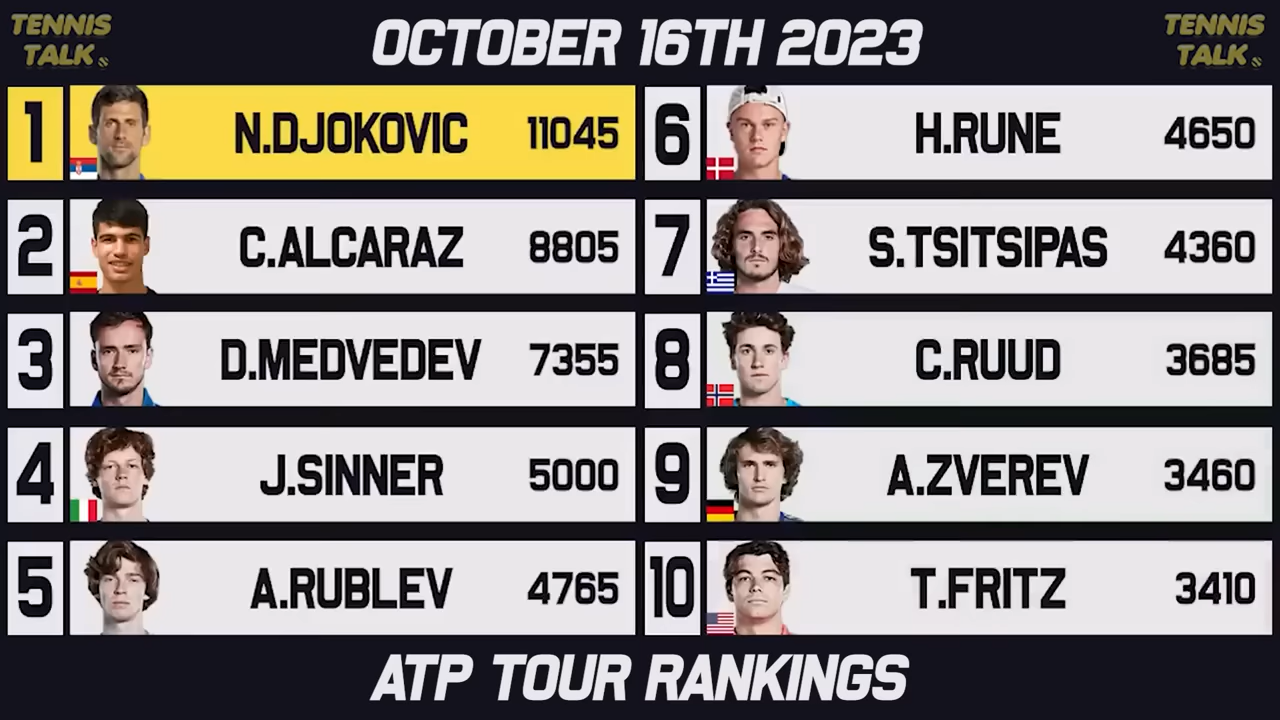 TENNIS TALK
OCTOBER 16TH 2023
TENNIS TALK
1 N.DJOKOVIC 11045
2 C.ALCARAZ 8805
3 D.MEDVEDEV 7355
4 J.SINNER 5000
5 A.RUBLEV 4765
6 H.RUNE 4650
7 S.TSITSIPAS 4360
8 C.RUUD 3685
9 A.ZVEREV 3460
10 T.FRITZ 3410
ATP TOUR RANKINGS